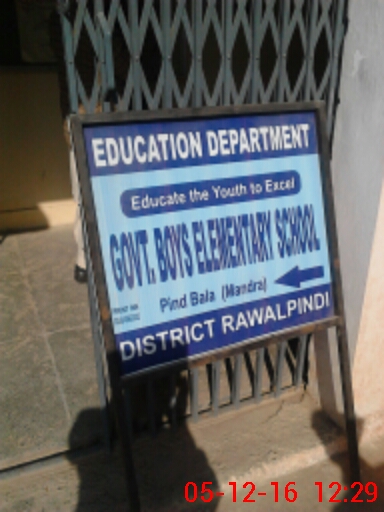 EDUCATION DEPARTMENT
Educate the Youth to Excel
GOVT. BOYS ELEMENTARY SCHOOL
Pind Bala (Mandra)
DISTRICT RAWALPINDI
05-12-16 12:29